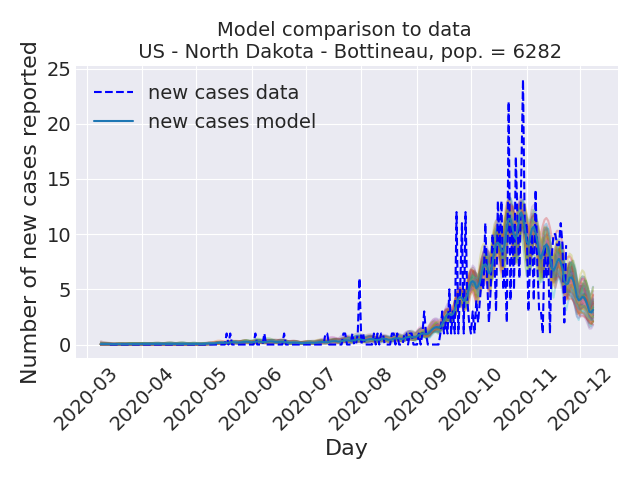 Model comparison to data
US - North Dakota - Bottineau, pop. = 6282
Number of new cases reported
25
20
15
10
5
0
new cases data
new cases model
2020-03
2020-04
2020-05
2020-06
2020-07
2020-08
2020-09
2020-10
2020-11
2020-12
Day